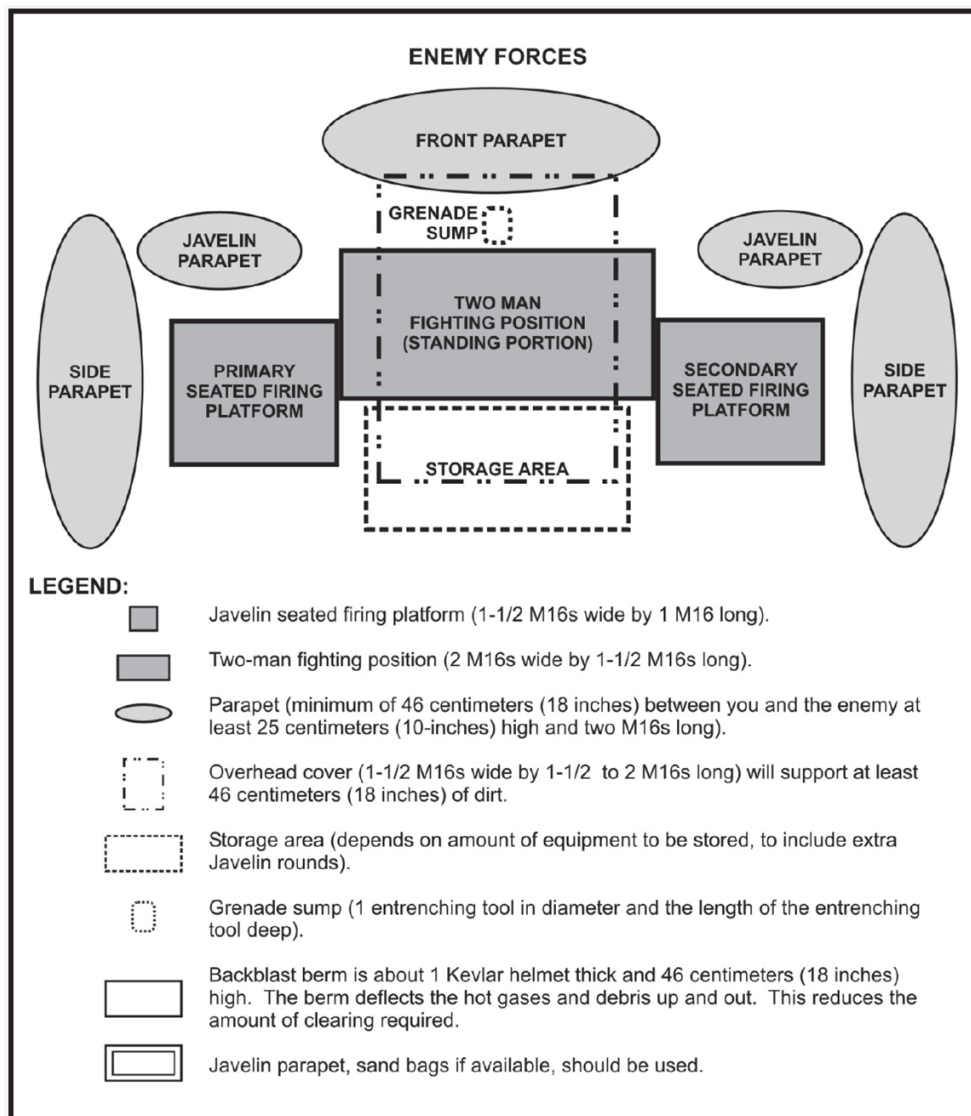 ENEMY FORCES
FRONT PARAPET
GRENADE
SUMP
JAVELIN
PARAPET
JAVELIN
PARAPET
TWO MAN
FIGHTING POSITION
(STANDING PORTION)
SIDE
PARAPET
PRIMARY
SEATED FIRING
PLATFORM
SECONDARY
SEATED FIRING
PLATFORM
SIDE
PARAPET
STORAGE AREA
LEGEND:
Javelin seated firing platform (1-1/2 M16s wide by 1 M16 long).
Two-man fighting position (2 M16s wide by 1-1/2 M16s long).
Parapet (minimum of 46 centimeters (18 inches) between you and the enemy at
least 25 centimeters (10-inches) high and two M16s long).
Overhead cover (1-1/2 M16s wide by 1-1/2 to 2 M16s long) will support at least
46 centimeters (18 inches) of dirt.
Storage area (depends on amount of equipment to be stored, to include extra
Javelin rounds).
Grenade sump (1 entrenching tool in diameter and the length of the entrenching
tool deep).
Backblast berm is about 1 Kevlar helmet thick and 46 centimeters (18 inches)
high. The berm deflects the hot gases and debris up and out. This reduces the
amount of clearing required.
Javelin parapet, sand bags if available, should be used.